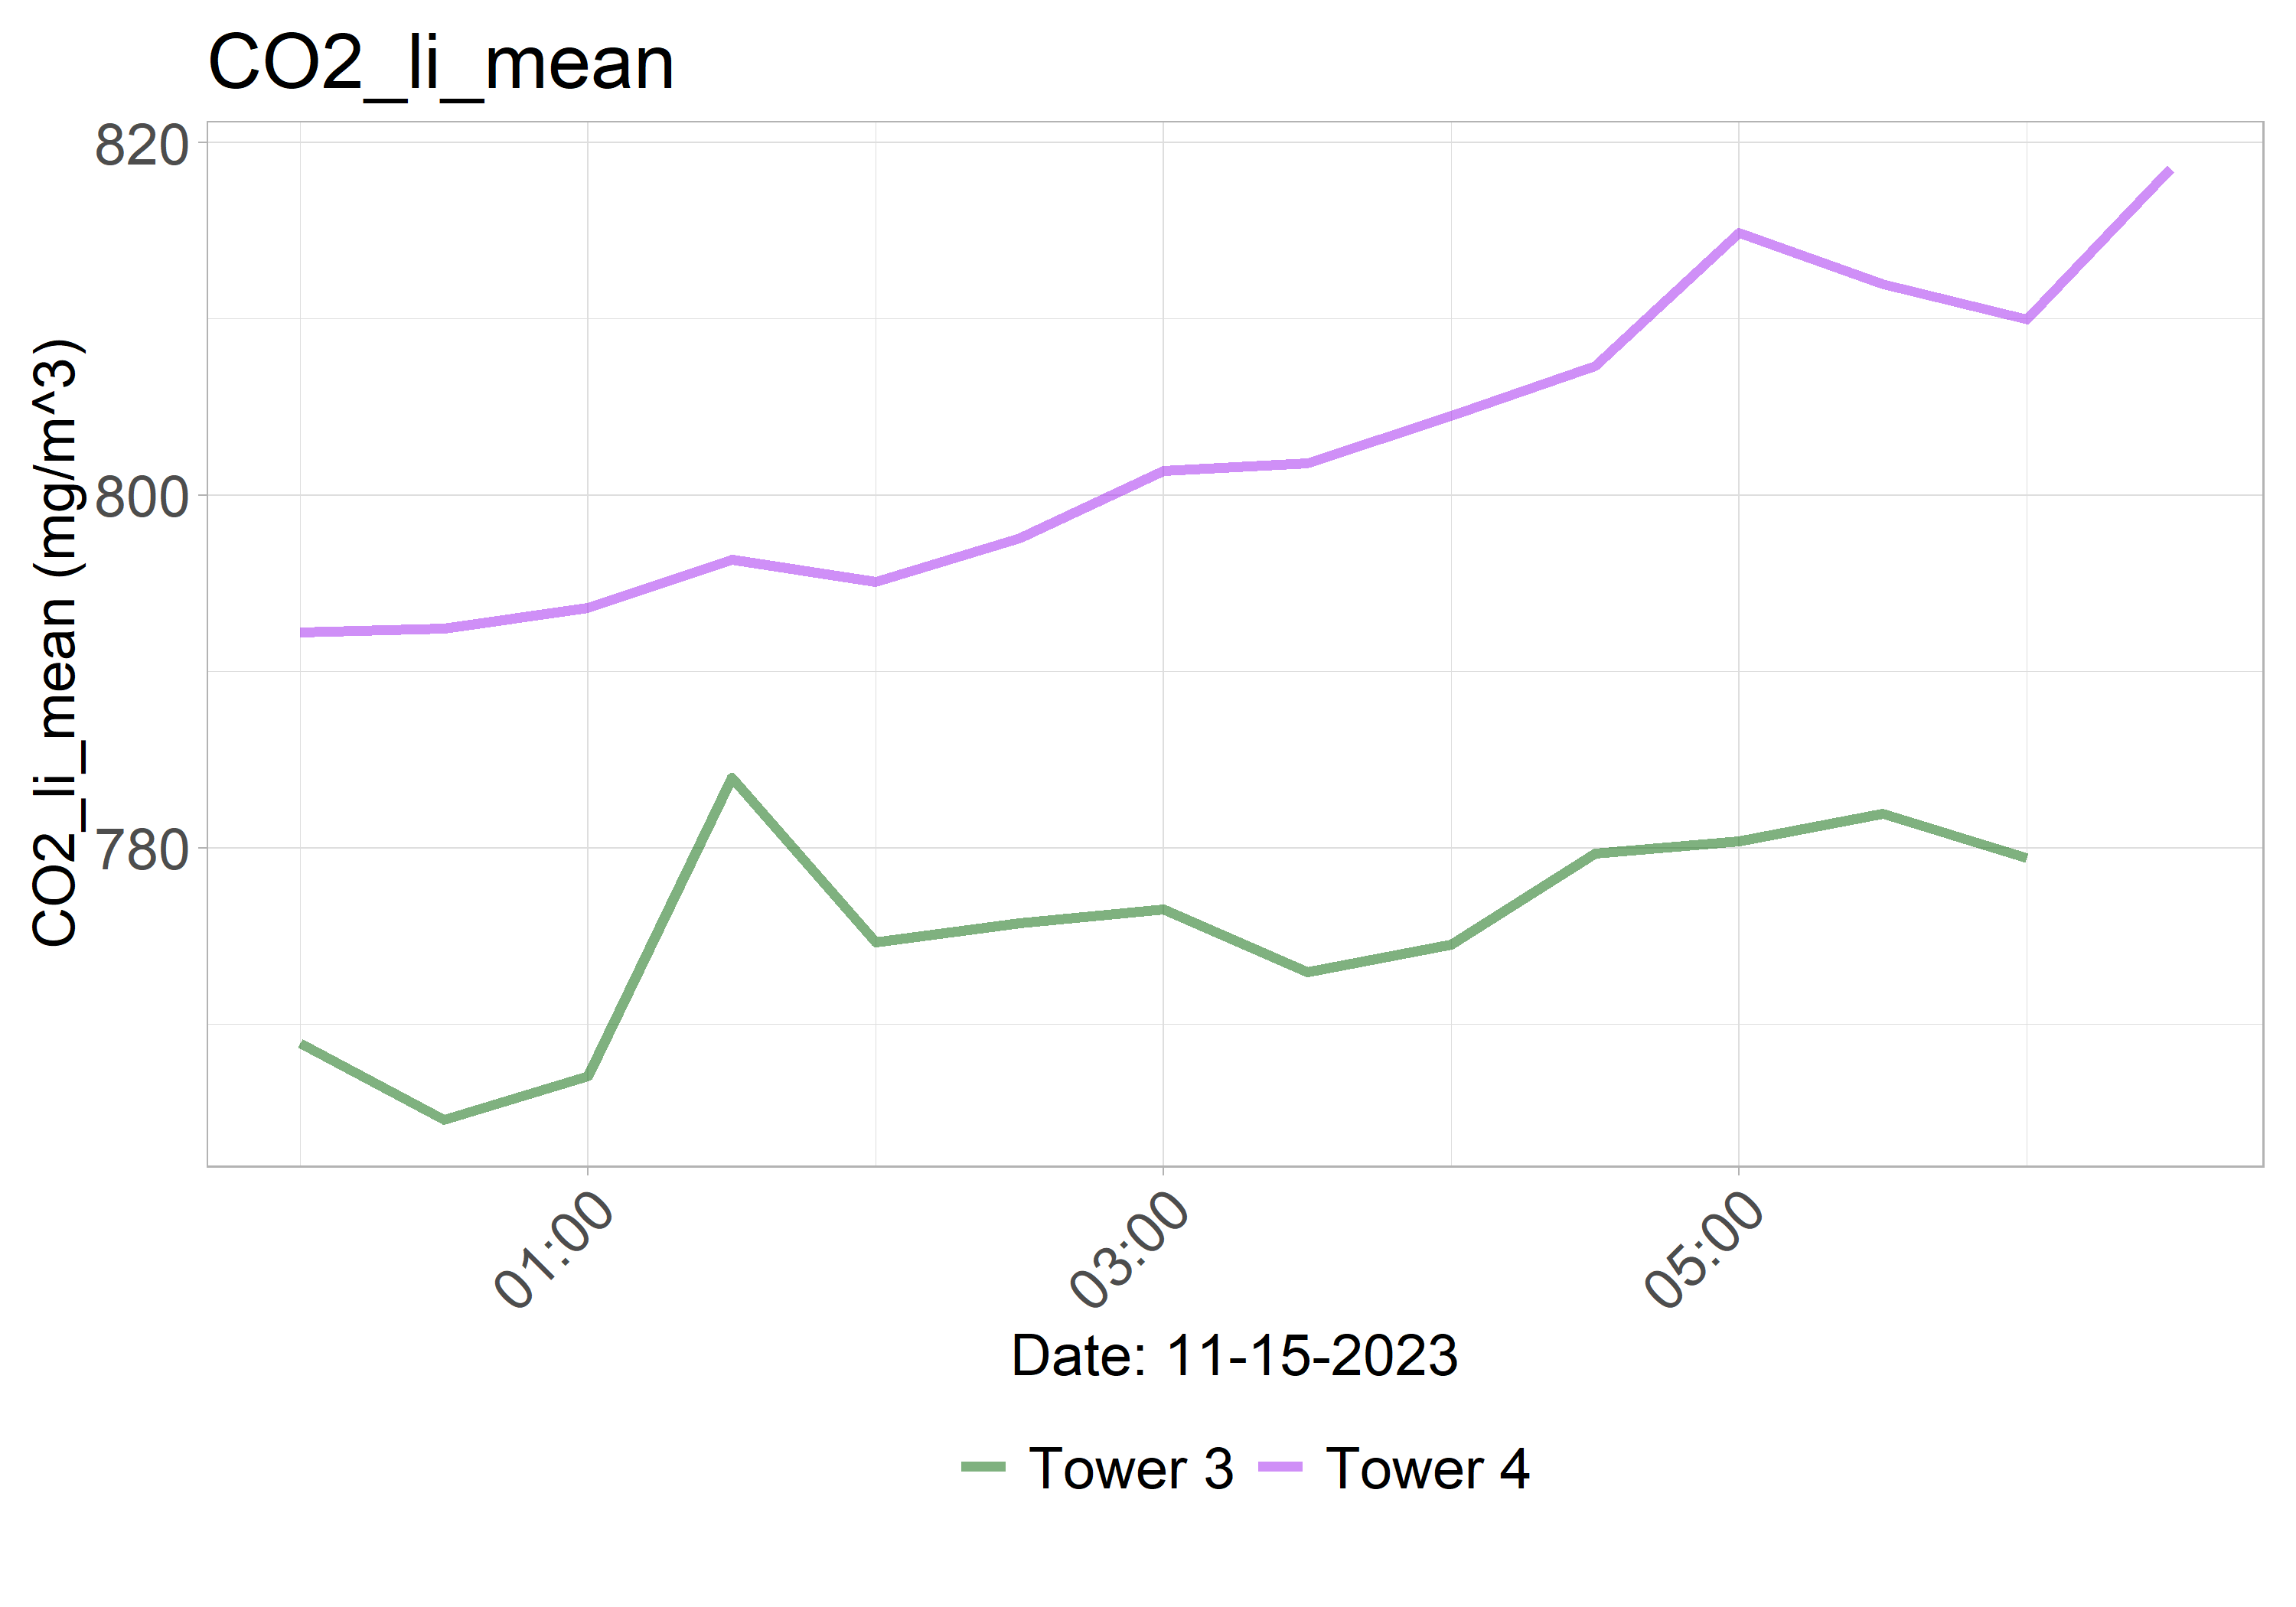 CO2_li_mean
CO2_li_mean (mg/m^3)
820
800
780
01:00
03:00
05:00
Date: 11-15-2023
Tower 3
Tower 4